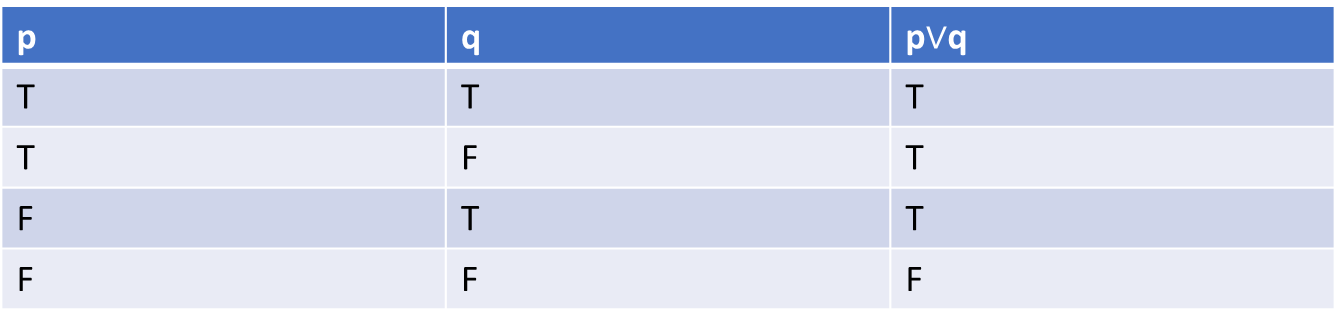 p q p∨q
T T T
T F T
F T T
F F F